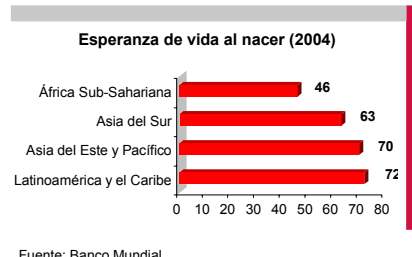 Esperanza de vida al nacer (2004)
África Sub-Sahariana 46
Asia del Sur 63
Asia del Este y Pacífico 70
Latinoamérica y el Caribe 72
0 10 20 30 40 50 60 70 80
Fuente: Banco Mundial